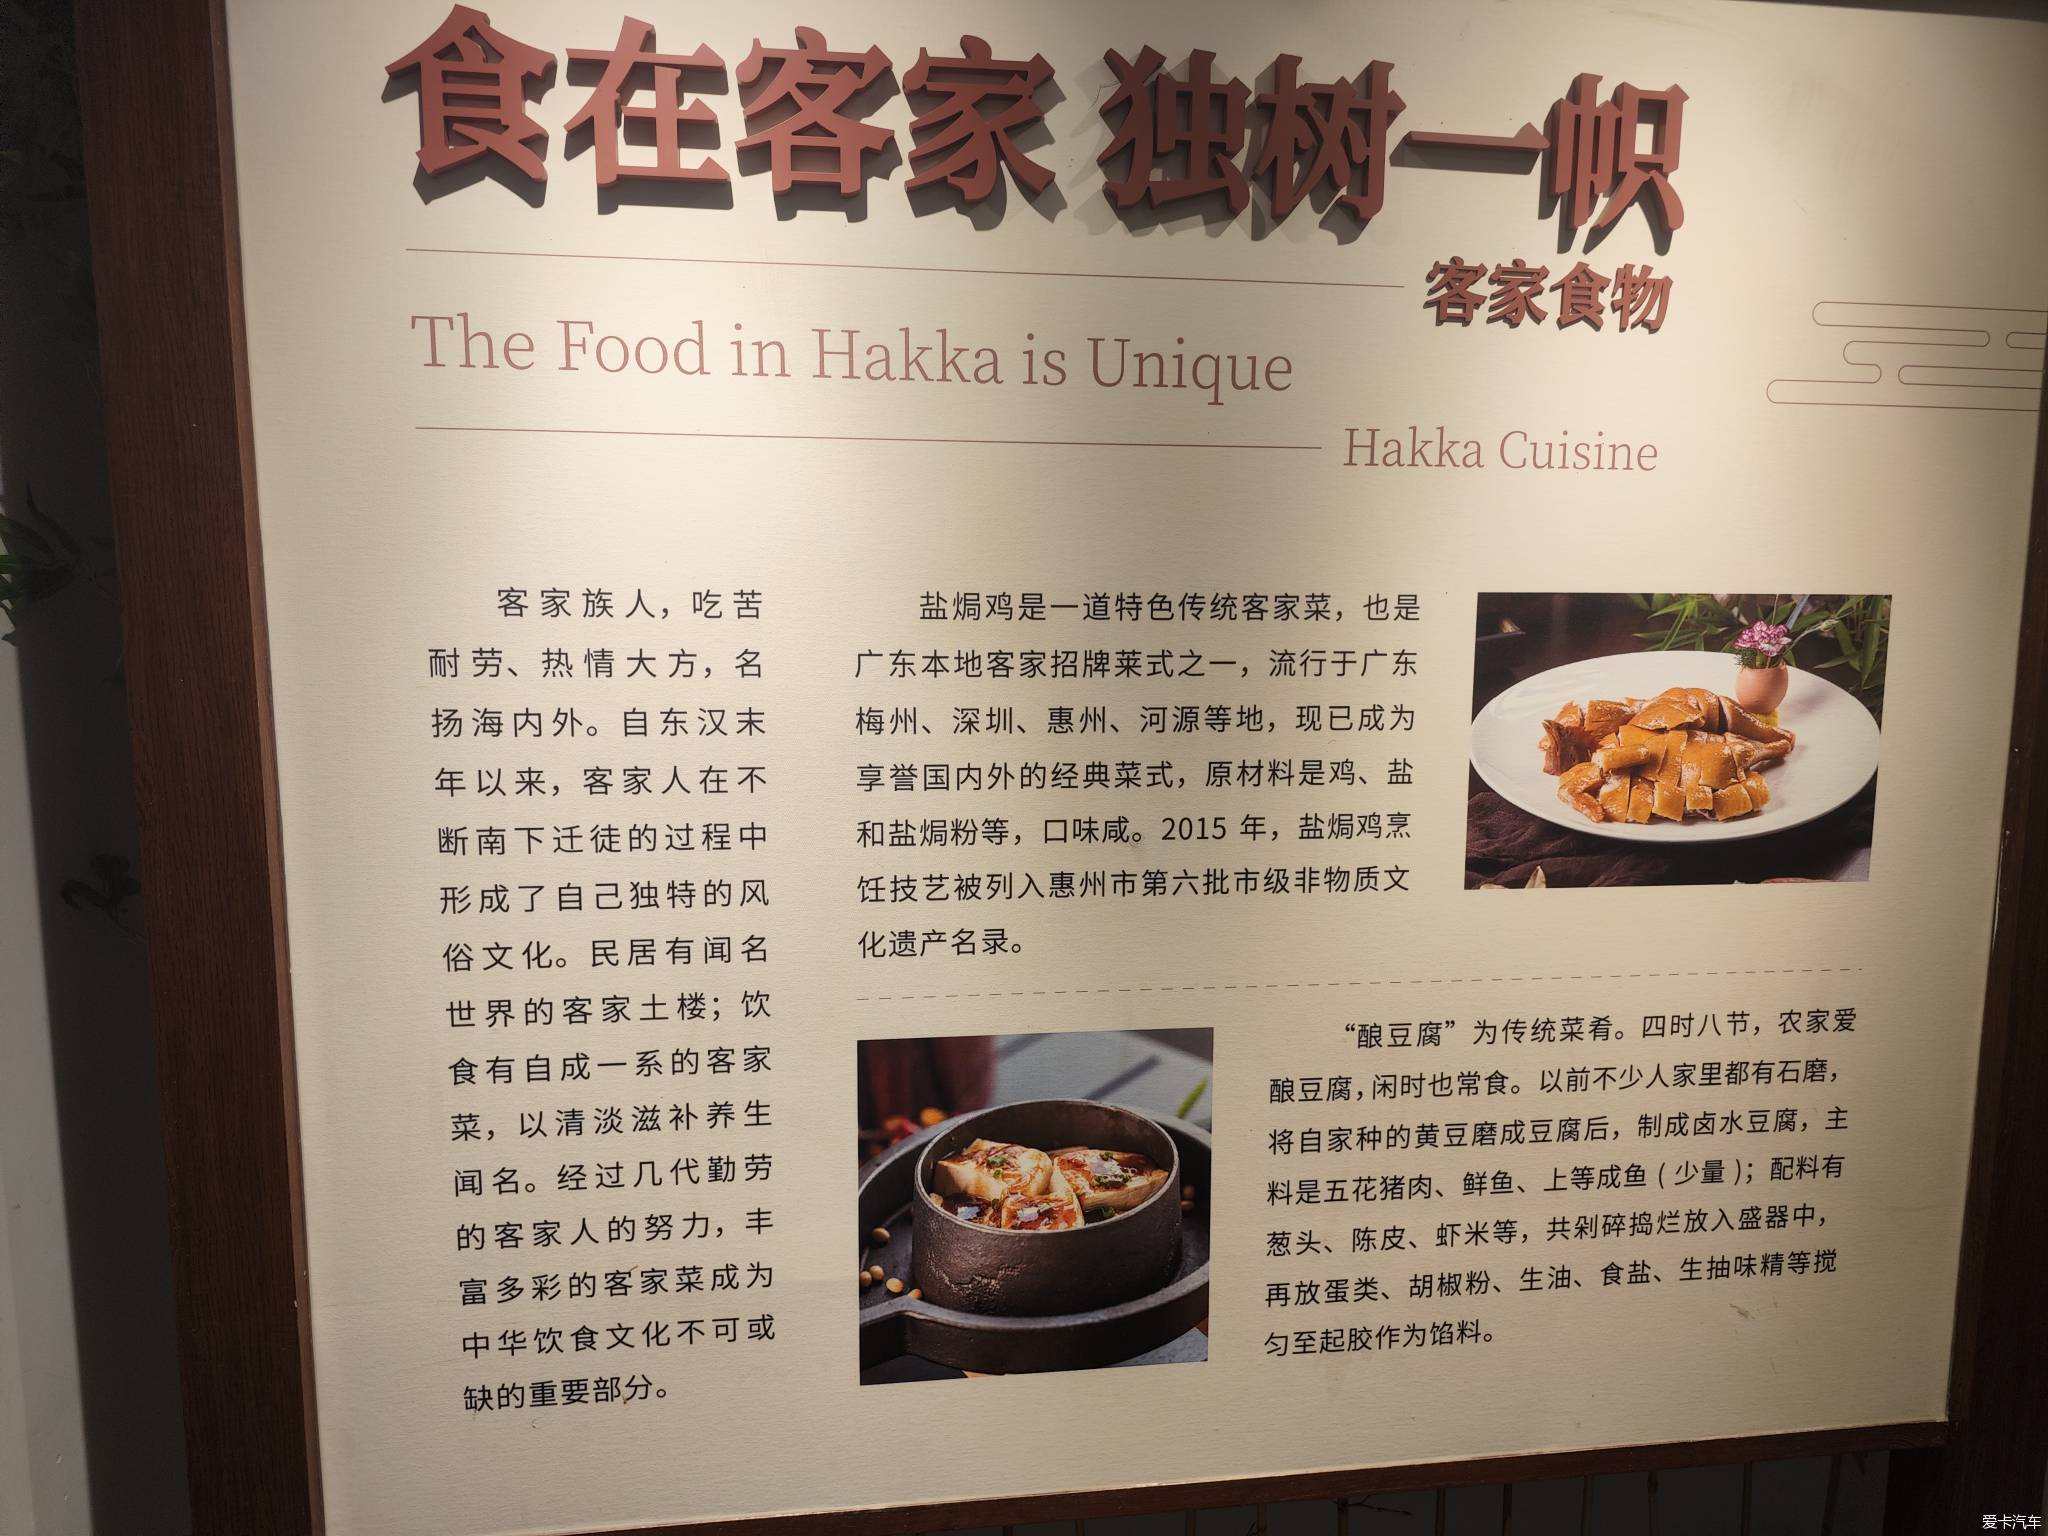 食在客家 独树一帜
客家食物
The Food in Hakka is Unique
Hakka Cuisine
客家族人，吃苦
耐劳、热情大方，名
扬海内外。自东汉末
年以来，客家人在不
断南下迁徒的过程中
形成了自己独特的风
俗文化。民居有闻名
世界的客家土楼；饮
食有自成一系的客家
菜，以清淡滋补养生
闻名。经过几代勤劳
的客家人的努力，丰
富多彩的客家菜成为
中华饮食文化不可或
缺的重要部分。
盐焗鸡是一道特色传统客家菜，也是
广东本地客家招牌莱式之一，流行于广东
梅州、深圳、惠州、河源等地，现已成为
享誉国内外的经典菜式，原材料是鸡、盐
和盐焗粉等，口味咸。2015 年，盐焗鸡烹
饪技艺被列入惠州市第六批市级非物质文
化遗产名录。
“酿豆腐”为传统菜肴。四时八节，农家爱
酿豆腐，闲时也常食。以前不少人家里都有石磨，
将自家种的黄豆磨成豆腐后，制成卤水豆腐，主
料是五花猪肉、鲜鱼、上等成鱼 ( 少量 )；配料有
葱头、陈皮、虾米等，共剁碎捣烂放入盛器中，
再放蛋类、胡椒粉、生油、食盐、生抽味精等搅
匀至起胶作为馅料。
爱卡汽车